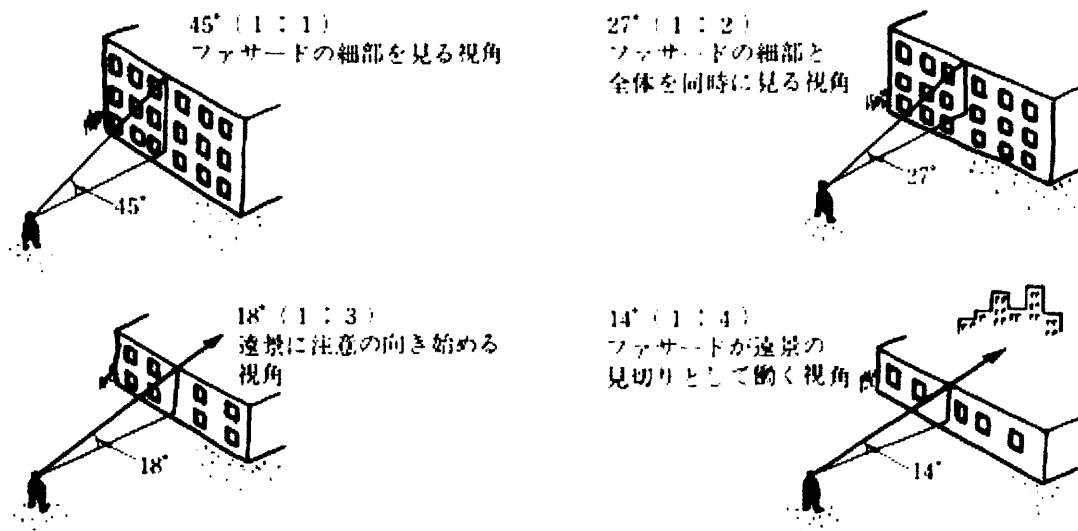 45° (1:1)
ファサードの細部を見る視角
45°
27° (1:2)
ファサードの細部と
全体を同時に見る視角
27°
18° (1:3)
遠景に注意の向き始める
視角
18°
14° (1:4)
ファサードが遠景の
見切りとして働く視角
14°